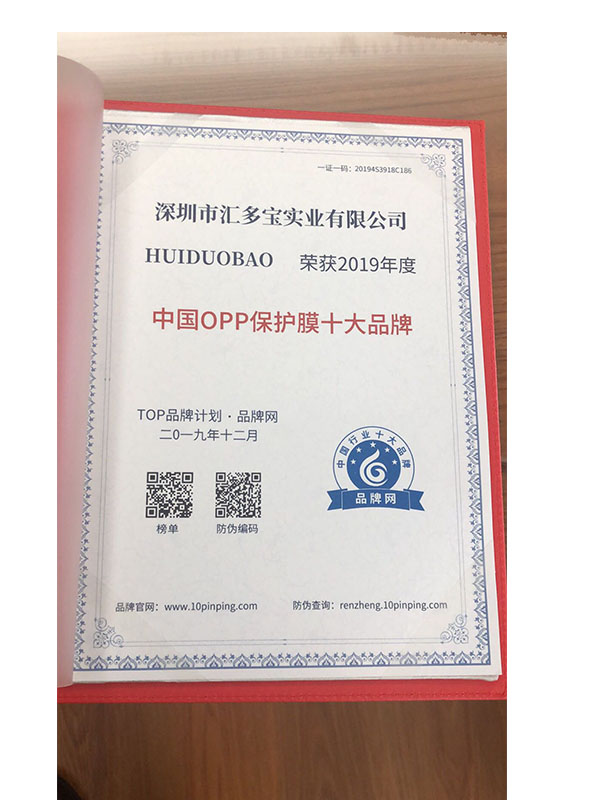 一证一码：2019453918C186
深圳市汇多宝实业有限公司
HUIDUOBAO 荣获2019年度
中国OPP保护膜十大品牌
TOP品牌计划·品牌网
二〇一九年十二月
中国行业十大品牌
品牌网
榜单 防伪编码
品牌官网：www.10pinping.com 防伪查询：renzheng.10pinping.com